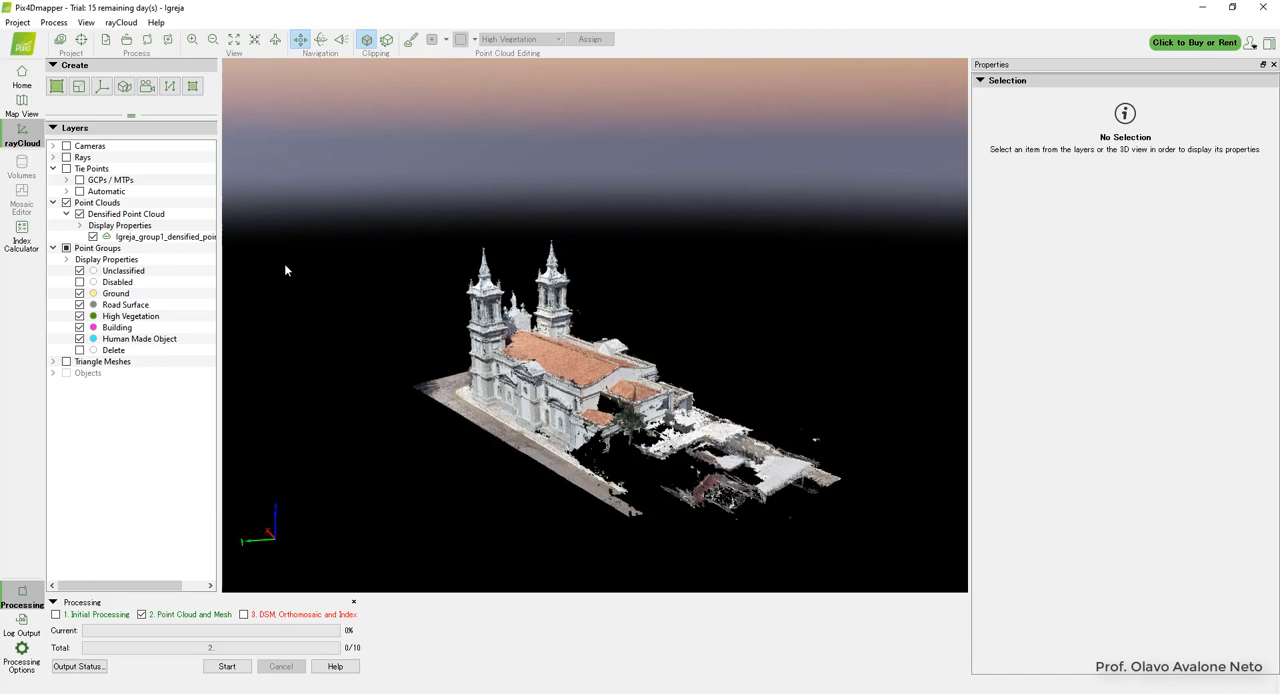 Pix4Dmapper - Trial: 15 remaining day(s) - Igreja
Project Process View rayCloud Help
Project Process View Navigation Clipping Point Cloud Editing
High Vegetation Assign
Click to Buy or Rent
Home
Map View
rayCloud
Volumes
Mosaic
Editor
Index
Calculator
Create
Layers
Cameras
Rays
Tie Points
GCPs / MTPs
Automatic
Point Clouds
Densified Point Cloud
Display Properties
Igreja_group1_densified_poin
Point Groups
Display Properties
Unclassified
Disabled
Ground
Road Surface
High Vegetation
Building
Human Made Object
Delete
Triangle Meshes
Objects
Properties
Selection
No Selection
Select an item from the layers or the 3D view in order to display its properties
Processing
Log Output
Processing
Options
Processing
1. Initial Processing 2. Point Cloud and Mesh 3. DSM, Orthomosaic and Index
Current: 0%
Total: 2. 0/10
Output Status... Start Cancel Help
Prof. Olavo Avalone Neto